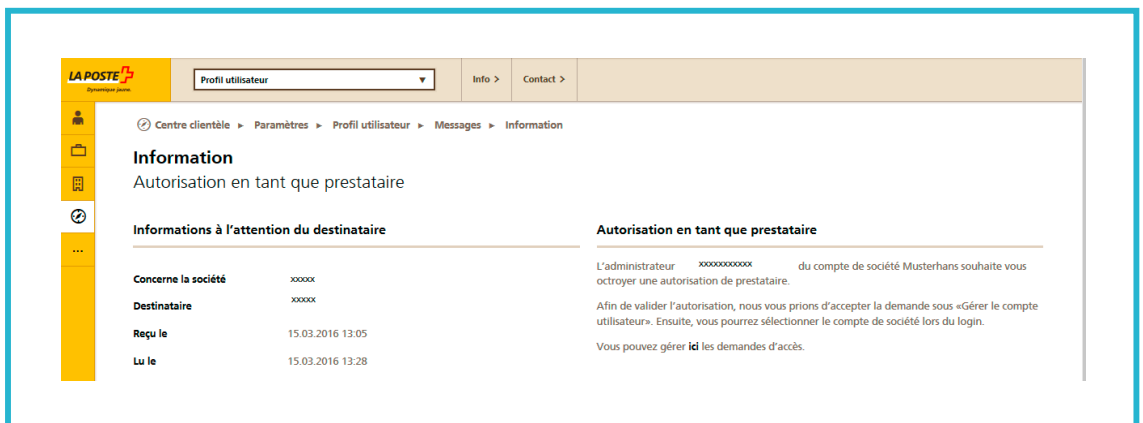 LA POSTE
Dynamique jaune.
Profil utilisateur
Info >
Contact >
Centre clientèle ► Paramètres ► Profil utilisateur ► Messages ► Information
Information
Autorisation en tant que prestataire
Informations à l'attention du destinataire
Concerne la société xxxxx
Destinataire xxxxx
Reçu le 15.03.2016 13:05
Lu le 15.03.2016 13:28
Autorisation en tant que prestataire
L'administrateur xxxxxxxxxxx du compte de société Musterhans souhaite vous
octroyer une autorisation de prestataire.
Afin de valider l'autorisation, nous vous prions d'accepter la demande sous «Gérer le compte
utilisateur». Ensuite, vous pourrez sélectionner le compte de société lors du login.
Vous pouvez gérer ici les demandes d'accès.
...